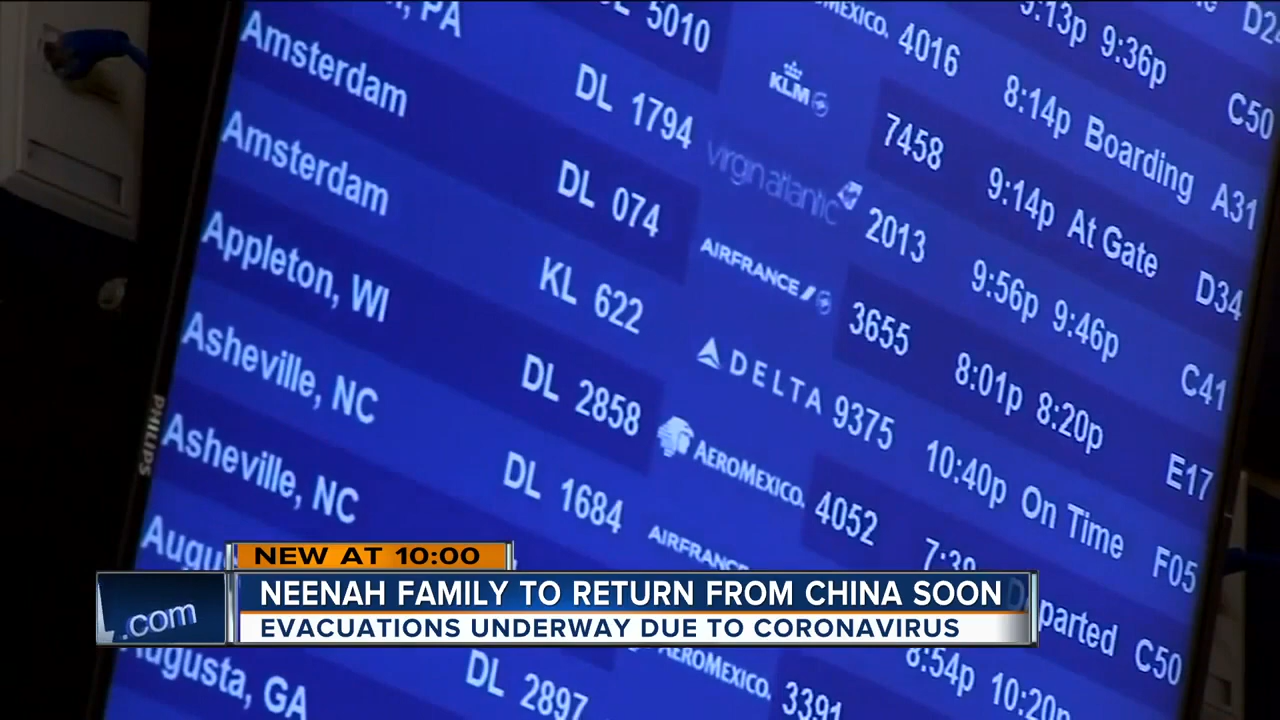 9:13p 9:36p C50
MEXICO. 4016 8:14p Boarding A31
5010 KLM 7458 9:14p At Gate D34
, PA DL 1794 virgin atlantic 2013 9:56p 9:46p C41
Amsterdam DL 074 AIRFRANCE 3655 8:01p 8:20p E17
Amsterdam KL 622 DELTA 9375 10:40p On Time F05
Appleton, WI DL 2858 AEROMEXICO. 4052 7:39 Departed C50
Asheville, NC DL 1684 AIRFRANCE 8:54p 10:20p
Asheville, NC AEROMEXICO. 3391
Augu DL 2897
Augusta, GA
PHILIPS
NEW AT 10:00
.com
NEENAH FAMILY TO RETURN FROM CHINA SOON
EVACUATIONS UNDERWAY DUE TO CORONAVIRUS